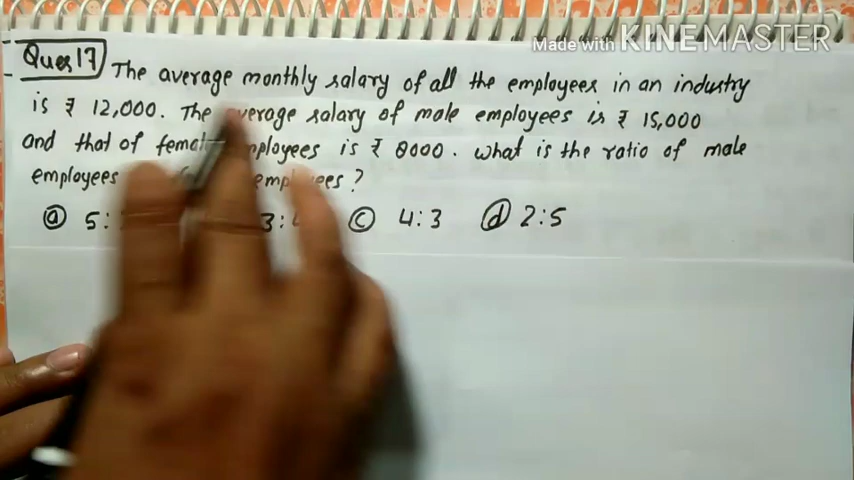 Made with KINEMASTER
Ques 17 The average monthly salary of all the employees in an industry
is ₹ 12,000. The average salary of male employees is ₹ 15,000
and that of employees is ₹ 8000. What is the ratio of male
employees ?
ⓐ 5: 3: ⓒ 4:3 ⓓ 2:5